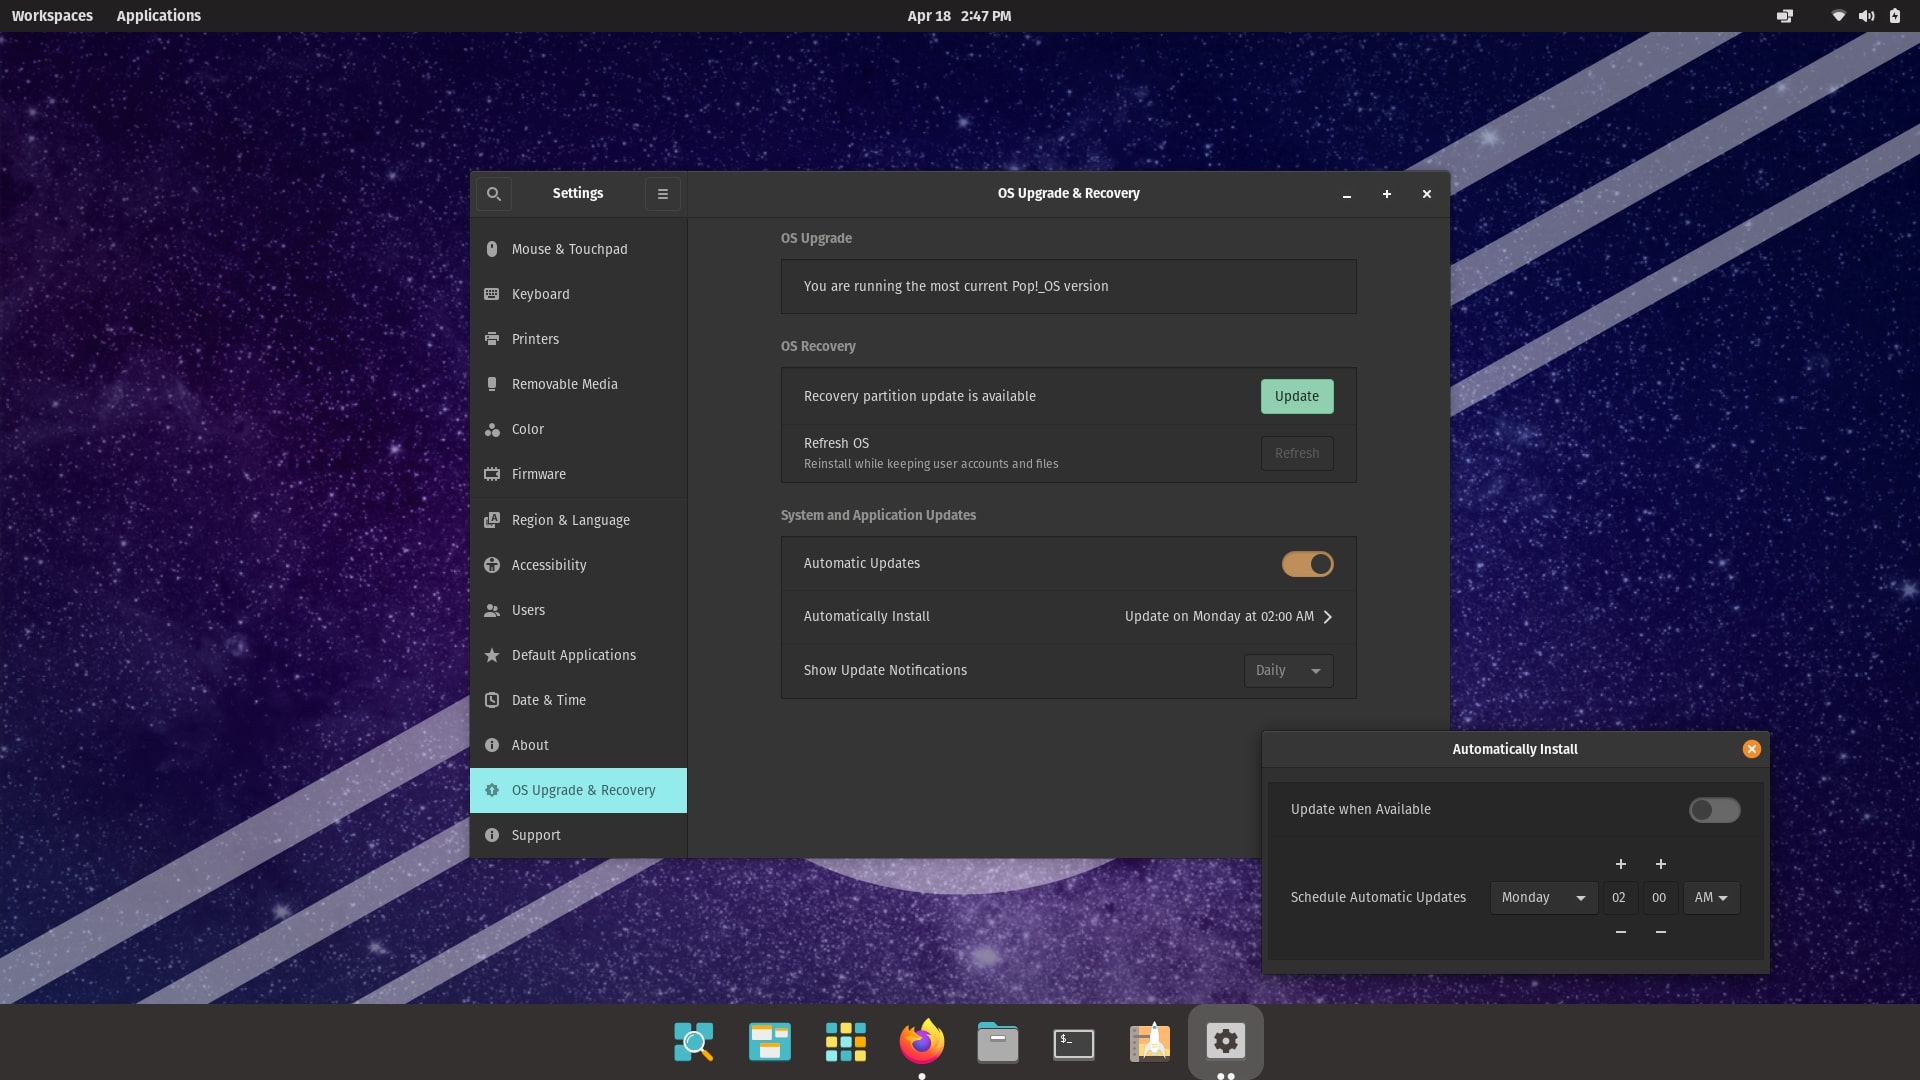 Workspaces Applications Apr 18 2:47 PM
Settings
OS Upgrade & Recovery
Mouse & Touchpad
Keyboard
Printers
Removable Media
Color
Firmware
Region & Language
Accessibility
Users
Default Applications
Date & Time
About
OS Upgrade & Recovery
Support
OS Upgrade
You are running the most current Pop!_OS version
OS Recovery
Recovery partition update is available Update
Refresh OS
Reinstall while keeping user accounts and files
Refresh
System and Application Updates
Automatic Updates
Automatically Install Update on Monday at 02:00 AM
Show Update Notifications Daily
Automatically Install
Update when Available
Schedule Automatic Updates Monday 02 00 AM
$_